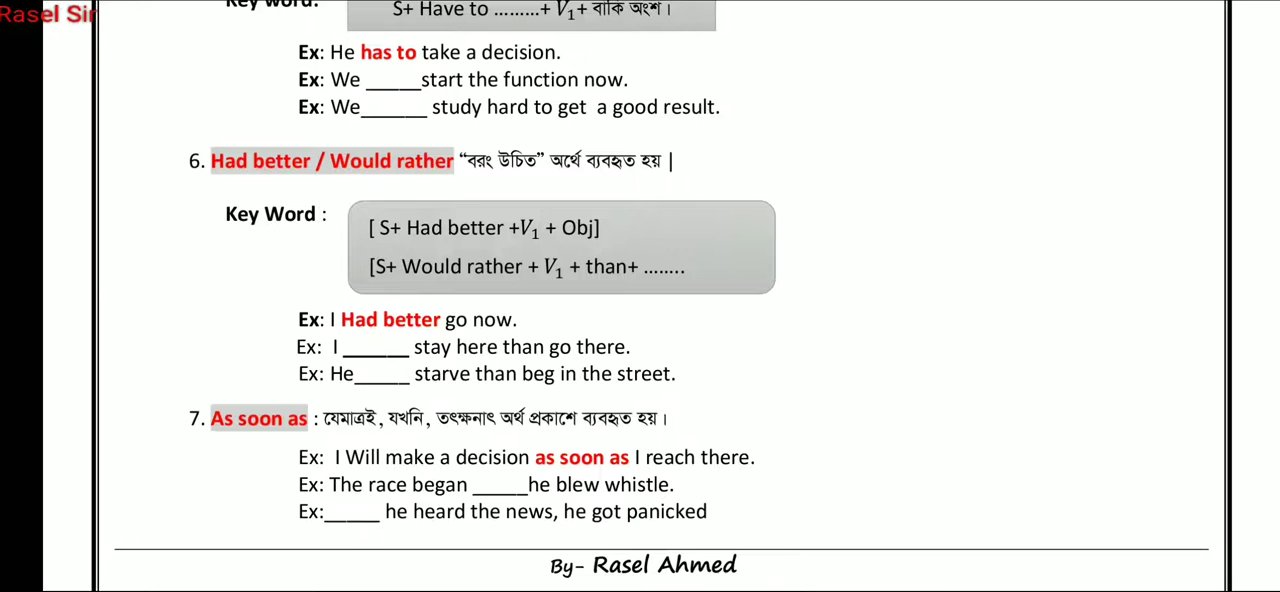 Rasel Sir
Key word:
S+ Have to .........+ V₁+ বাকি অংশ।
Ex: He has to take a decision.
Ex: We _____start the function now.
Ex: We______ study hard to get a good result.
6. Had better / Would rather “বরং উচিত” অর্থে ব্যবহৃত হয় |
Key Word :
[ S+ Had better +V₁ + Obj]
[S+ Would rather + V₁ + than+ ........
Ex: I Had better go now.
Ex: I ______ stay here than go there.
Ex: He_____ starve than beg in the street.
7. As soon as : যেমাত্রই, যখনি, তৎক্ষনাৎ অর্থ প্রকাশে ব্যবহৃত হয়।
Ex: I Will make a decision as soon as I reach there.
Ex: The race began _____he blew whistle.
Ex:_____ he heard the news, he got panicked
By- Rasel Ahmed